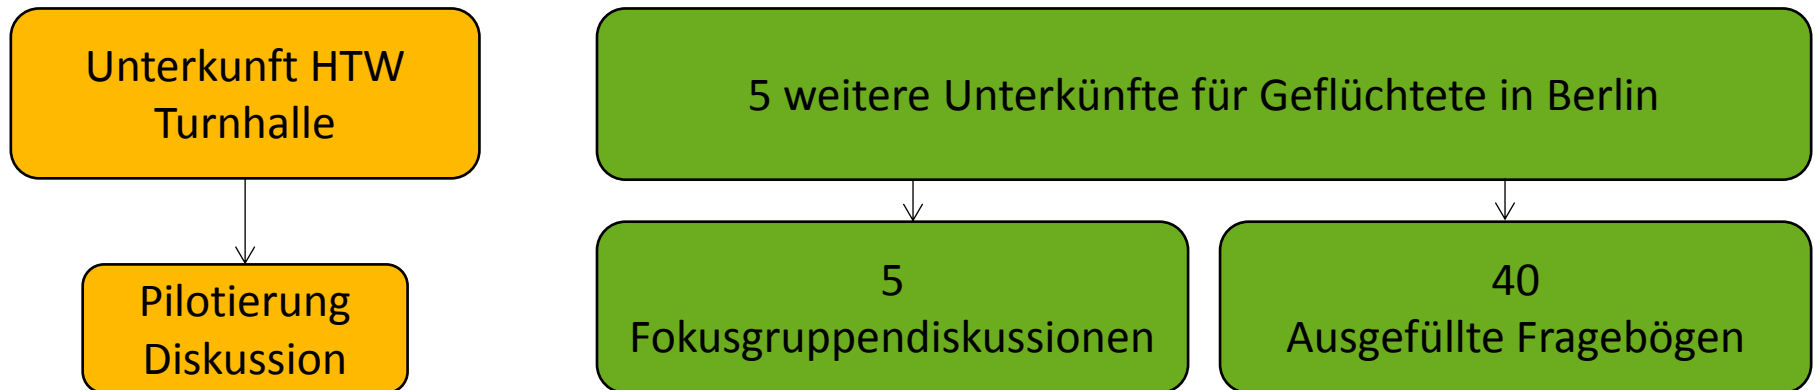 Unterkunft HTW
Turnhalle
5 weitere Unterkünfte für Geflüchtete in Berlin
Pilotierung
Diskussion
5
Fokusgruppendiskussionen
40
Ausgefüllte Fragebögen